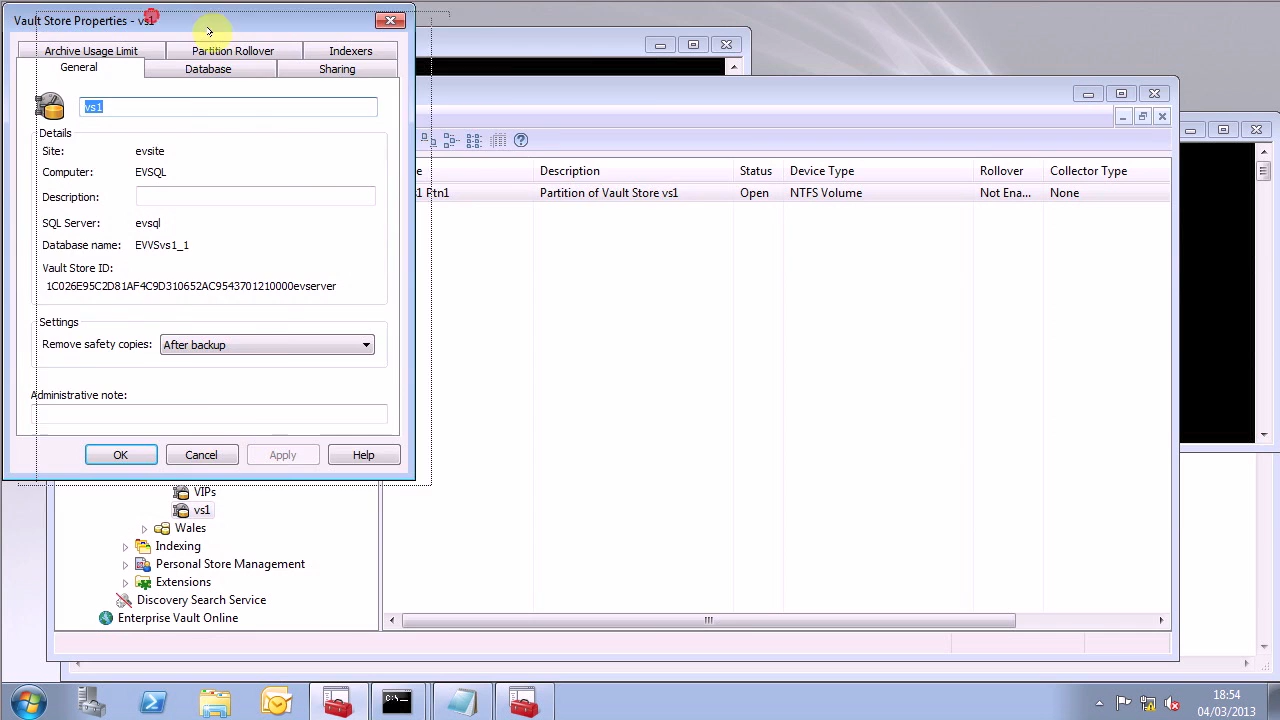 Vault Store Properties - vs1
Archive Usage Limit Partition Rollover Indexers
General Database Sharing
vs1
Details
Site: evsite
Computer: EVSQL
Description:
SQL Server: evsql
Database name: EVVSvs1_1
Vault Store ID:
1C026E95C2D81AF4C9D310652AC9543701210000evserver
Settings
Remove safety copies: After backup
Administrative note:
OK Cancel Apply Help
Description Status Device Type Rollover Collector Type
Ptn1 Partition of Vault Store vs1 Open NTFS Volume Not Ena... None
VIPs
vs1
Wales
Indexing
Personal Store Management
Extensions
Discovery Search Service
Enterprise Vault Online
C:\_
18:54
04/03/2013